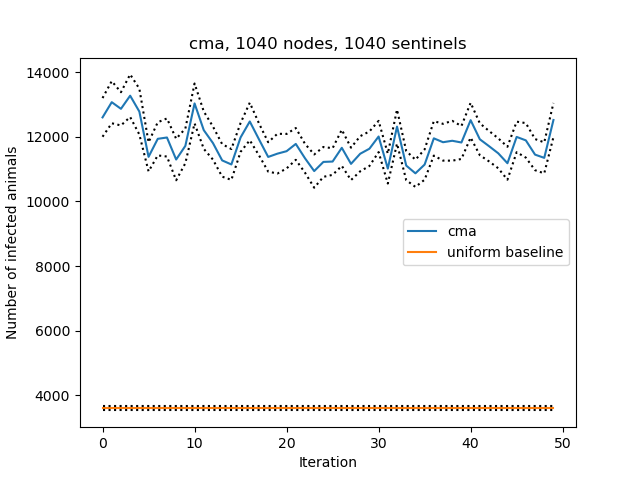 cma, 1040 nodes, 1040 sentinels
14000
12000
10000
8000
6000
4000
Number of infected animals
cma
uniform baseline
0
10
20
30
40
50
Iteration